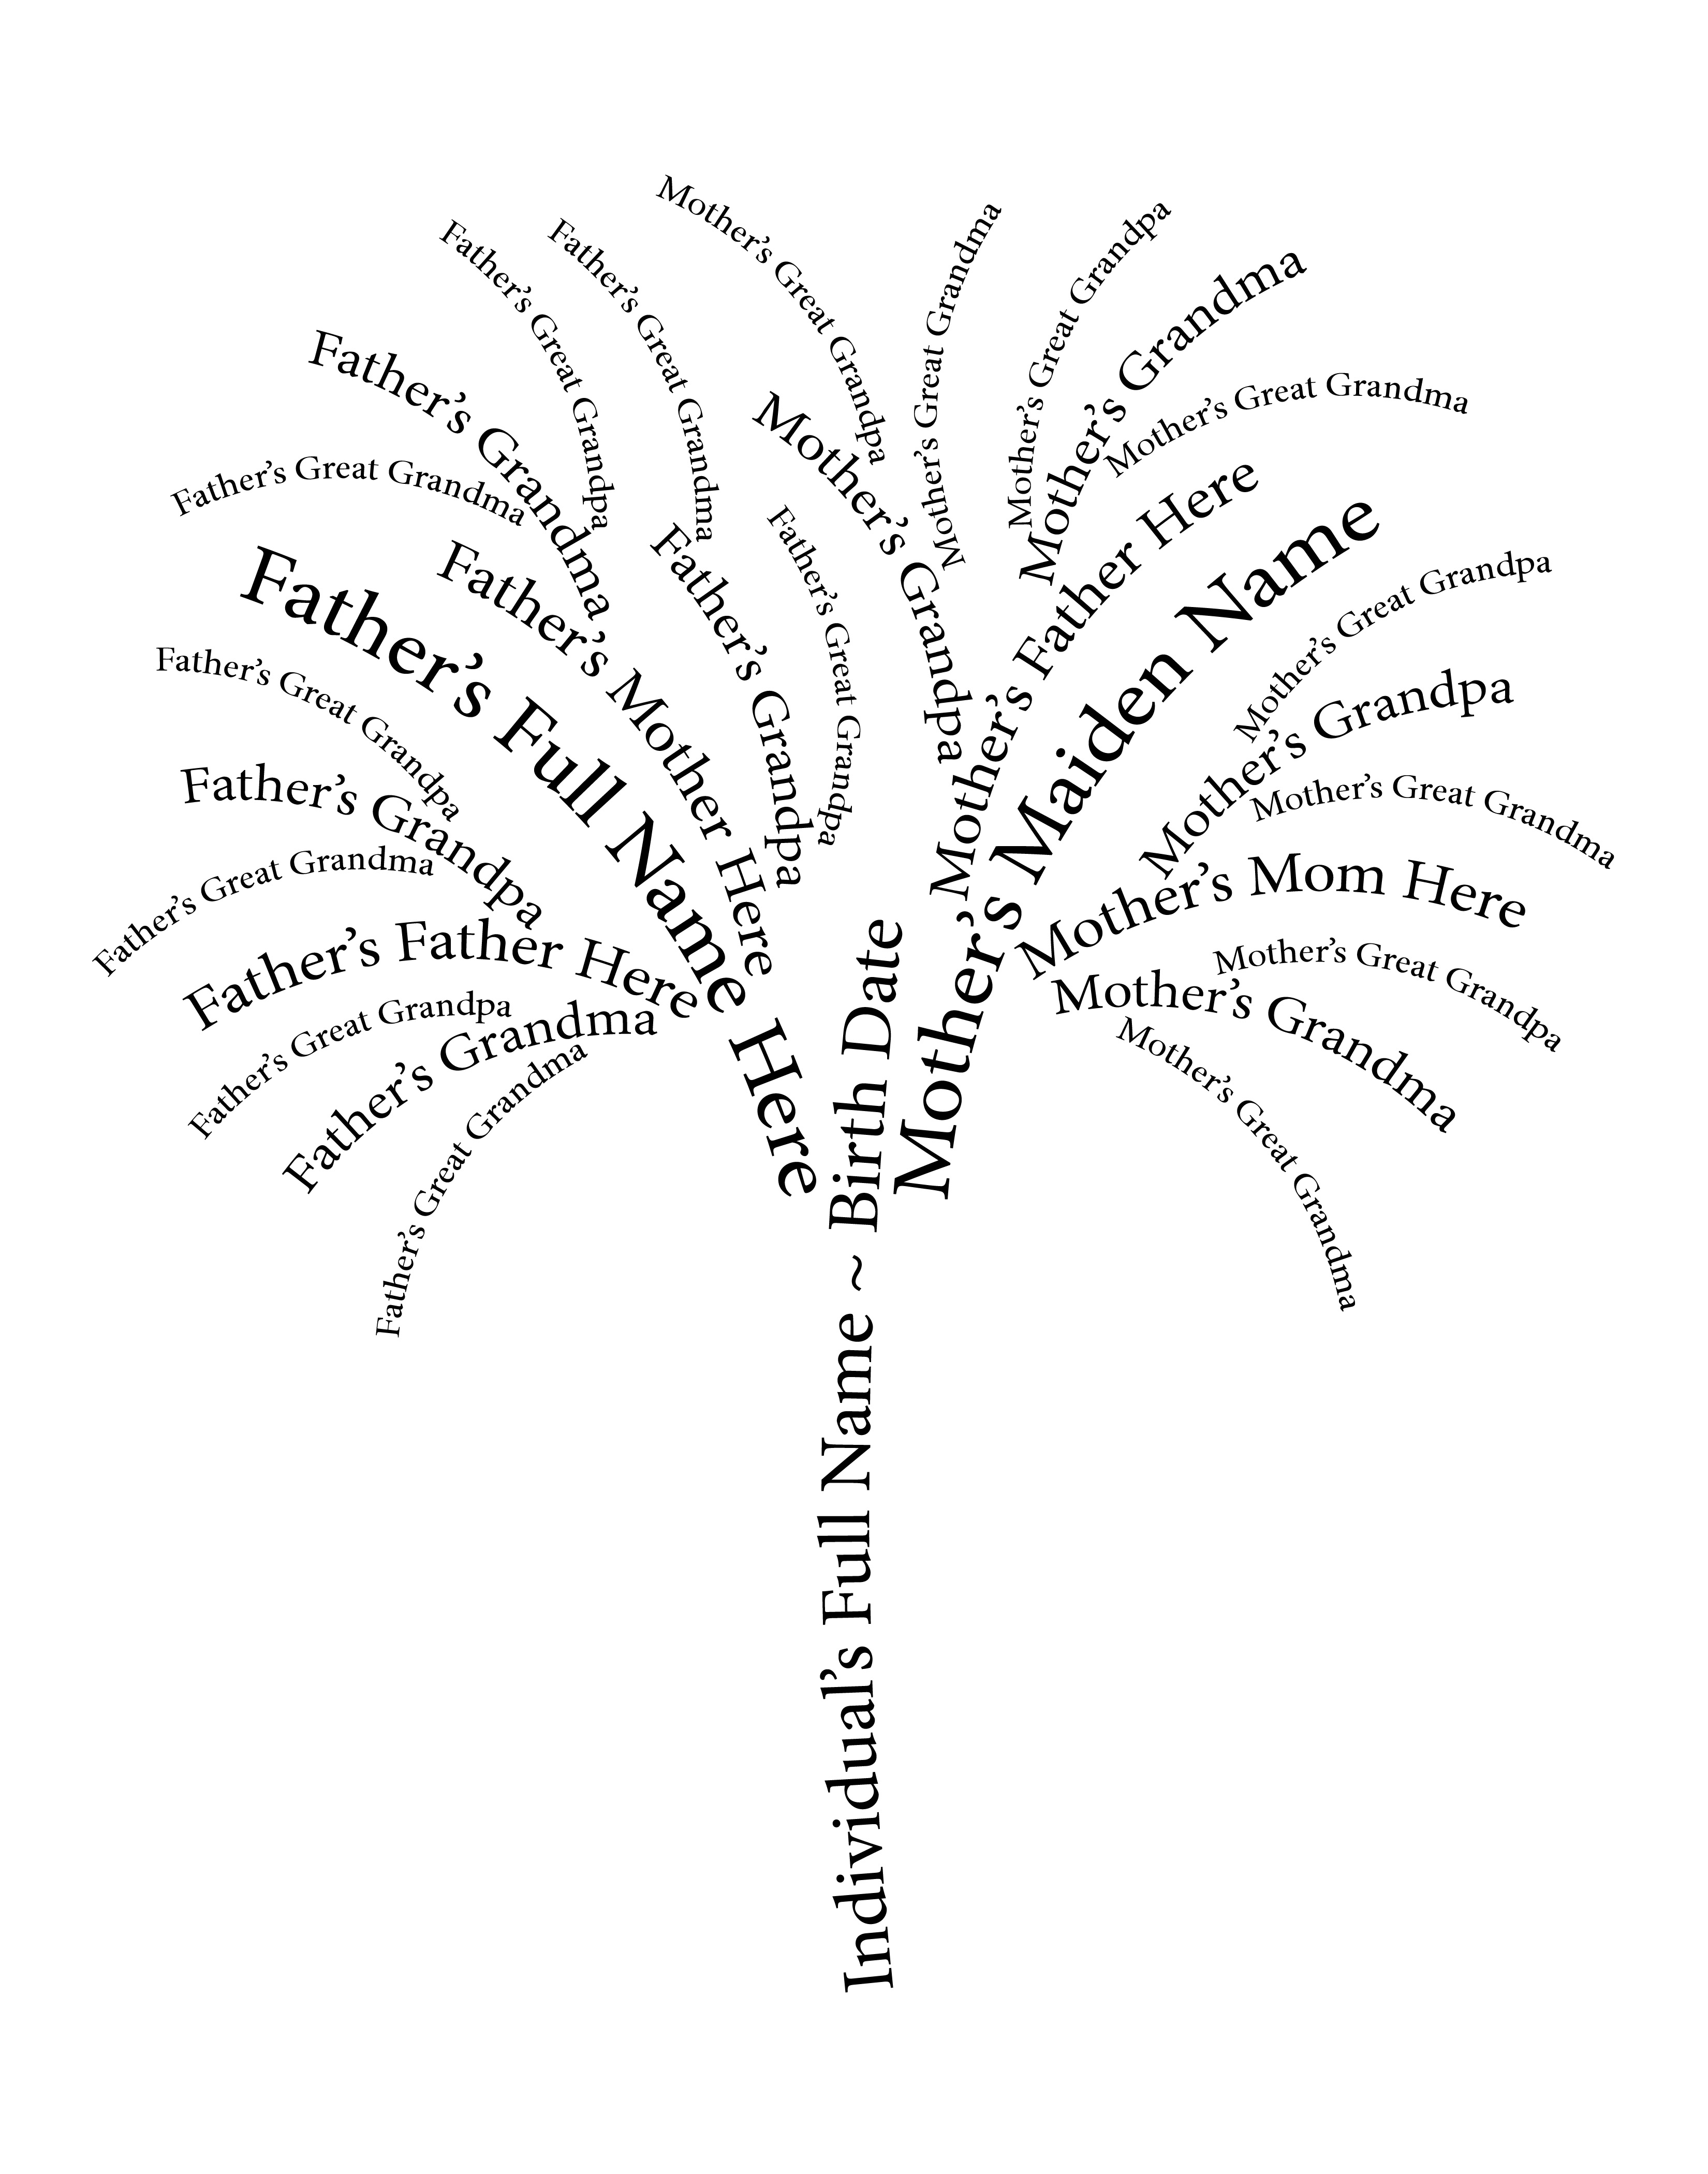 Mother's Great Grandpa
Mother's Great Grandma
Mother's Great Grandpa
Father's Great Grandpa
Father's Great Grandma
Mother's Grandma
Father's Grandma
Mother's Great Grandma
Mother's Grandpa
Father's Great Grandma
Mother's Father Here
Mother's Maiden Name
Father's Great Grandpa
Father's Grandpa
Father's Mother Here
Father's Full Name Here
Mother's Great Grandpa
Father's Great Grandpa
Mother's Grandpa
Father's Grandpa
Mother's Great Grandma
Father's Great Grandma
Mother's Mom Here
Father's Father Here
Mother's Great Grandpa
Mother's Grandma
Father's Great Grandpa
Father's Grandma
Mother's Great Grandma
Father's Great Grandma
Individual's Full Name ~ Birth Date